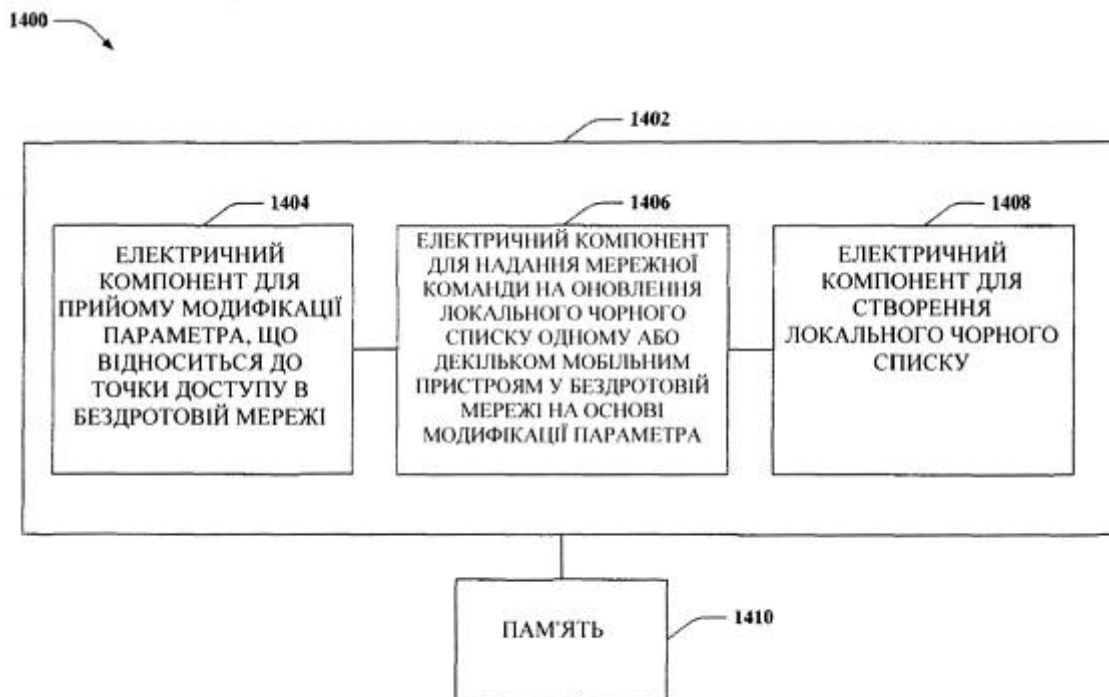 1400
1402
1404
1406
1408
ЕЛЕКТРИЧНИЙ
КОМПОНЕНТ ДЛЯ
ПРИЙОМУ МОДИФІКАЦІЇ
ПАРАМЕТРА, ЩО
ВІДНОСИТЬСЯ ДО
ТОЧКИ ДОСТУПУ В
БЕЗДРОТОВІЙ МЕРЕЖІ
ЕЛЕКТРИЧНИЙ КОМПОНЕНТ
ДЛЯ НАДАННЯ МЕРЕЖНОЇ
КОМАНДИ НА ОНОВЛЕННЯ
ЛОКАЛЬНОГО ЧОРНОГО
СПИСКУ ОДНОМУ АБО
ДЕКІЛЬКОМ МОБІЛЬНИМ
ПРИСТРОЯМ У БЕЗДРОТОВІЙ
МЕРЕЖІ НА ОСНОВІ
МОДИФІКАЦІЇ ПАРАМЕТРА
ЕЛЕКТРИЧНИЙ
КОМПОНЕНТ ДЛЯ
СТВОРЕННЯ
ЛОКАЛЬНОГО ЧОРНОГО
СПИСКУ
ПАМ'ЯТЬ
1410